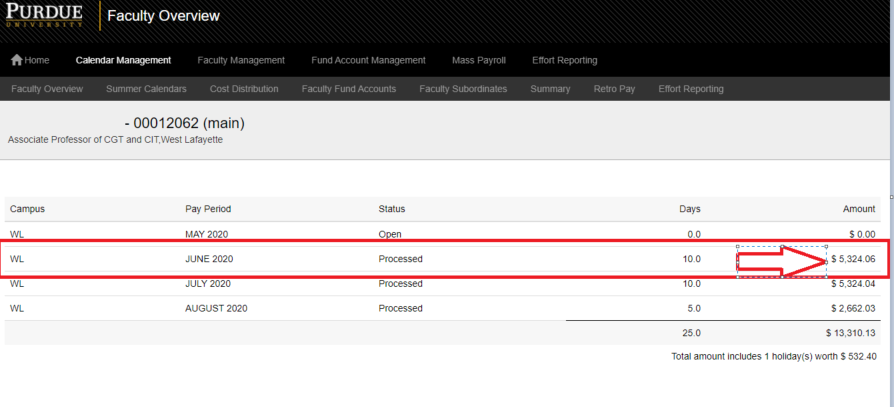 PURDUE Faculty Overview
UNIVERSITY
Home Calendar Management Faculty Management Fund Account Management Mass Payroll Effort Reporting
Faculty Overview Summer Calendars Cost Distribution Faculty Fund Accounts Faculty Subordinates Summary Retro Pay Effort Reporting
- 00012062 (main)
Associate Professor of CGT and CIT,West Lafayette
Campus Pay Period Status Days Amount
WL MAY 2020 Open 0.0 $ 0.00
WL JUNE 2020 Processed 10.0 $ 5,324.06
WL JULY 2020 Processed 10.0 $ 5,324.04
WL AUGUST 2020 Processed 5.0 $ 2,662.03
25.0 $ 13,310.13
Total amount includes 1 holiday(s) worth $ 532.40